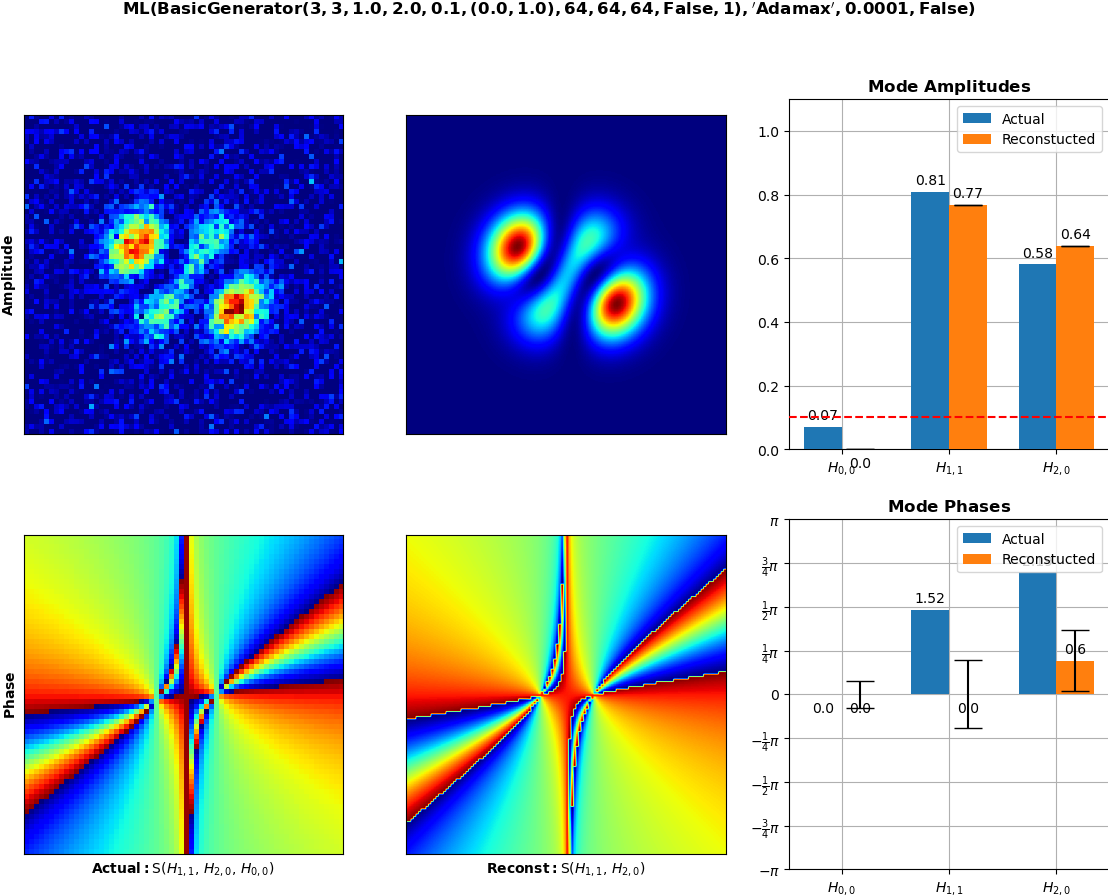 ML(BasicGenerator(3, 3, 1.0, 2.0, 0.1, (0.0, 1.0), 64, 64, 64, False, 1), ′Adamax′, 0.0001, False)
Amplitude
Mode Amplitudes
Actual
Reconstucted
1.0
0.8
0.6
0.4
0.2
0.0
0.07
0.0
0.81
0.77
0.58
0.64
H0,0
H1,1
H2,0
Phase
Actual: S(H1,1, H2,0, H0,0)
Reconst: S(H1,1, H2,0)
Mode Phases
Actual
Reconstucted
π
3/4π
1/2π
1/4π
0
−1/4π
−1/2π
−3/4π
−π
0.0
0.0
1.52
0.0
0.6
H0,0
H1,1
H2,0